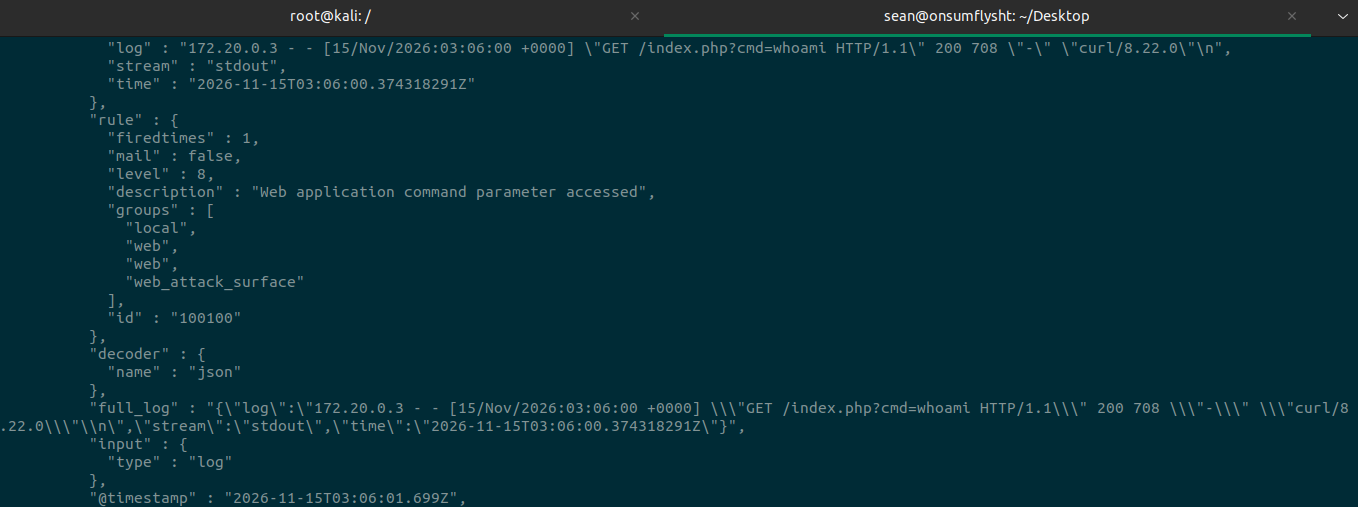 root@kali: / × sean@onsumflysht: ~/Desktop ×
"log" : "172.20.0.3 - - [15/Nov/2026:03:06:00 +0000] \"GET /index.php?cmd=whoami HTTP/1.1\" 200 708 \"-\" \"curl/8.22.0\"\n",
"stream" : "stdout",
"time" : "2026-11-15T03:06:00.374318291Z"
},
"rule" : {
"firedtimes" : 1,
"mail" : false,
"level" : 8,
"description" : "Web application command parameter accessed",
"groups" : [
"local",
"web",
"web",
"web_attack_surface"
],
"id" : "100100"
},
"decoder" : {
"name" : "json"
},
"full_log" : "{\"log\":\"172.20.0.3 - - [15/Nov/2026:03:06:00 +0000] \\\"GET /index.php?cmd=whoami HTTP/1.1\\\" 200 708 \\\"-\\\" \\\"curl/8
.22.0\\\"\\n\",\"stream\":\"stdout\",\"time\":\"2026-11-15T03:06:00.374318291Z\"}",
"input" : {
"type" : "log"
},
"@timestamp" : "2026-11-15T03:06:01.699Z",